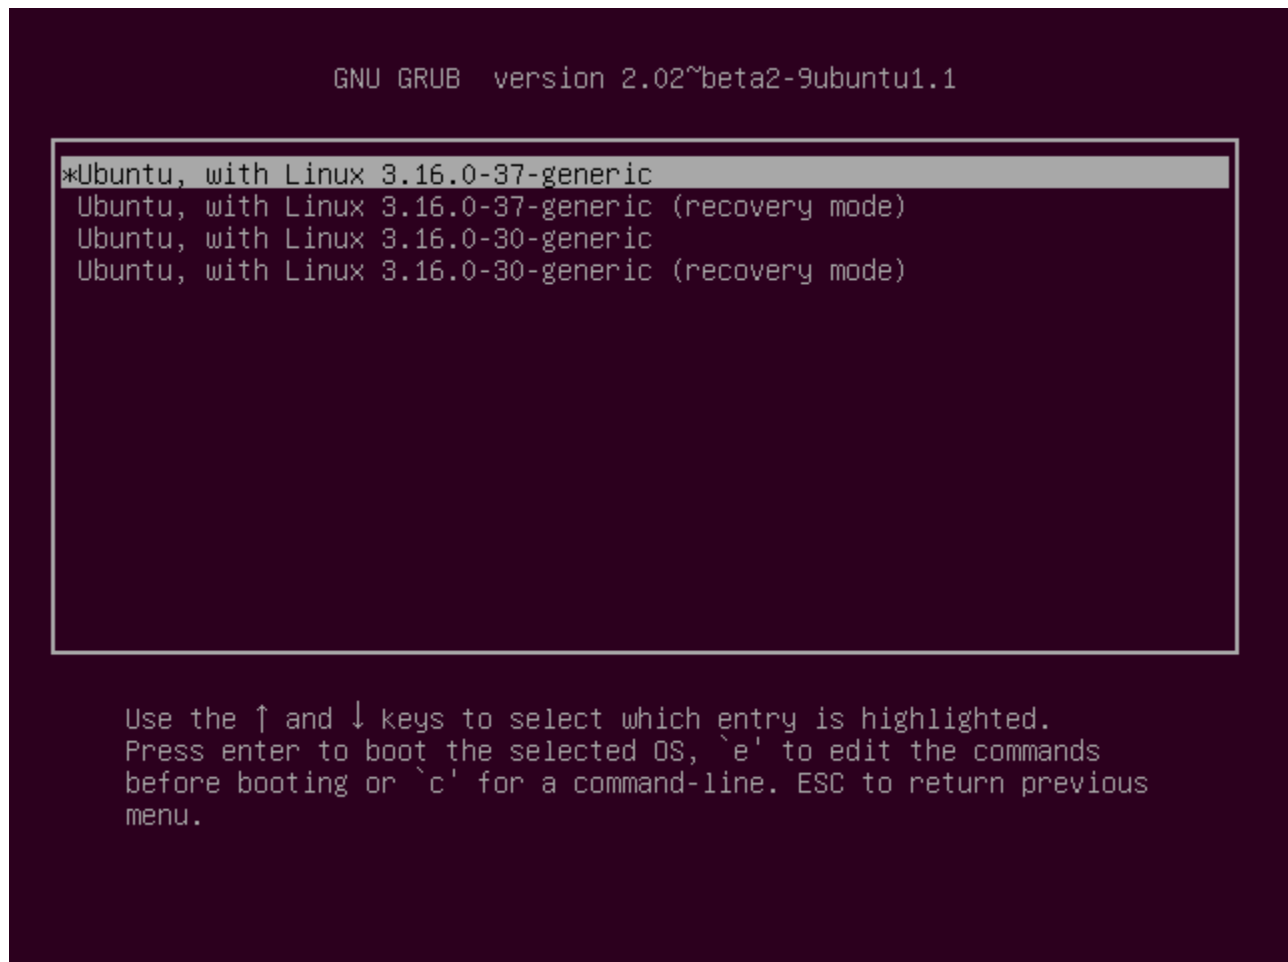 GNU GRUB  version 2.02~beta2-9ubuntu1.1
*Ubuntu, with Linux 3.16.0-37-generic
Ubuntu, with Linux 3.16.0-37-generic (recovery mode)
Ubuntu, with Linux 3.16.0-30-generic
Ubuntu, with Linux 3.16.0-30-generic (recovery mode)
Use the ↑ and ↓ keys to select which entry is highlighted.
Press enter to boot the selected OS, `e' to edit the commands
before booting or `c' for a command-line. ESC to return previous
menu.